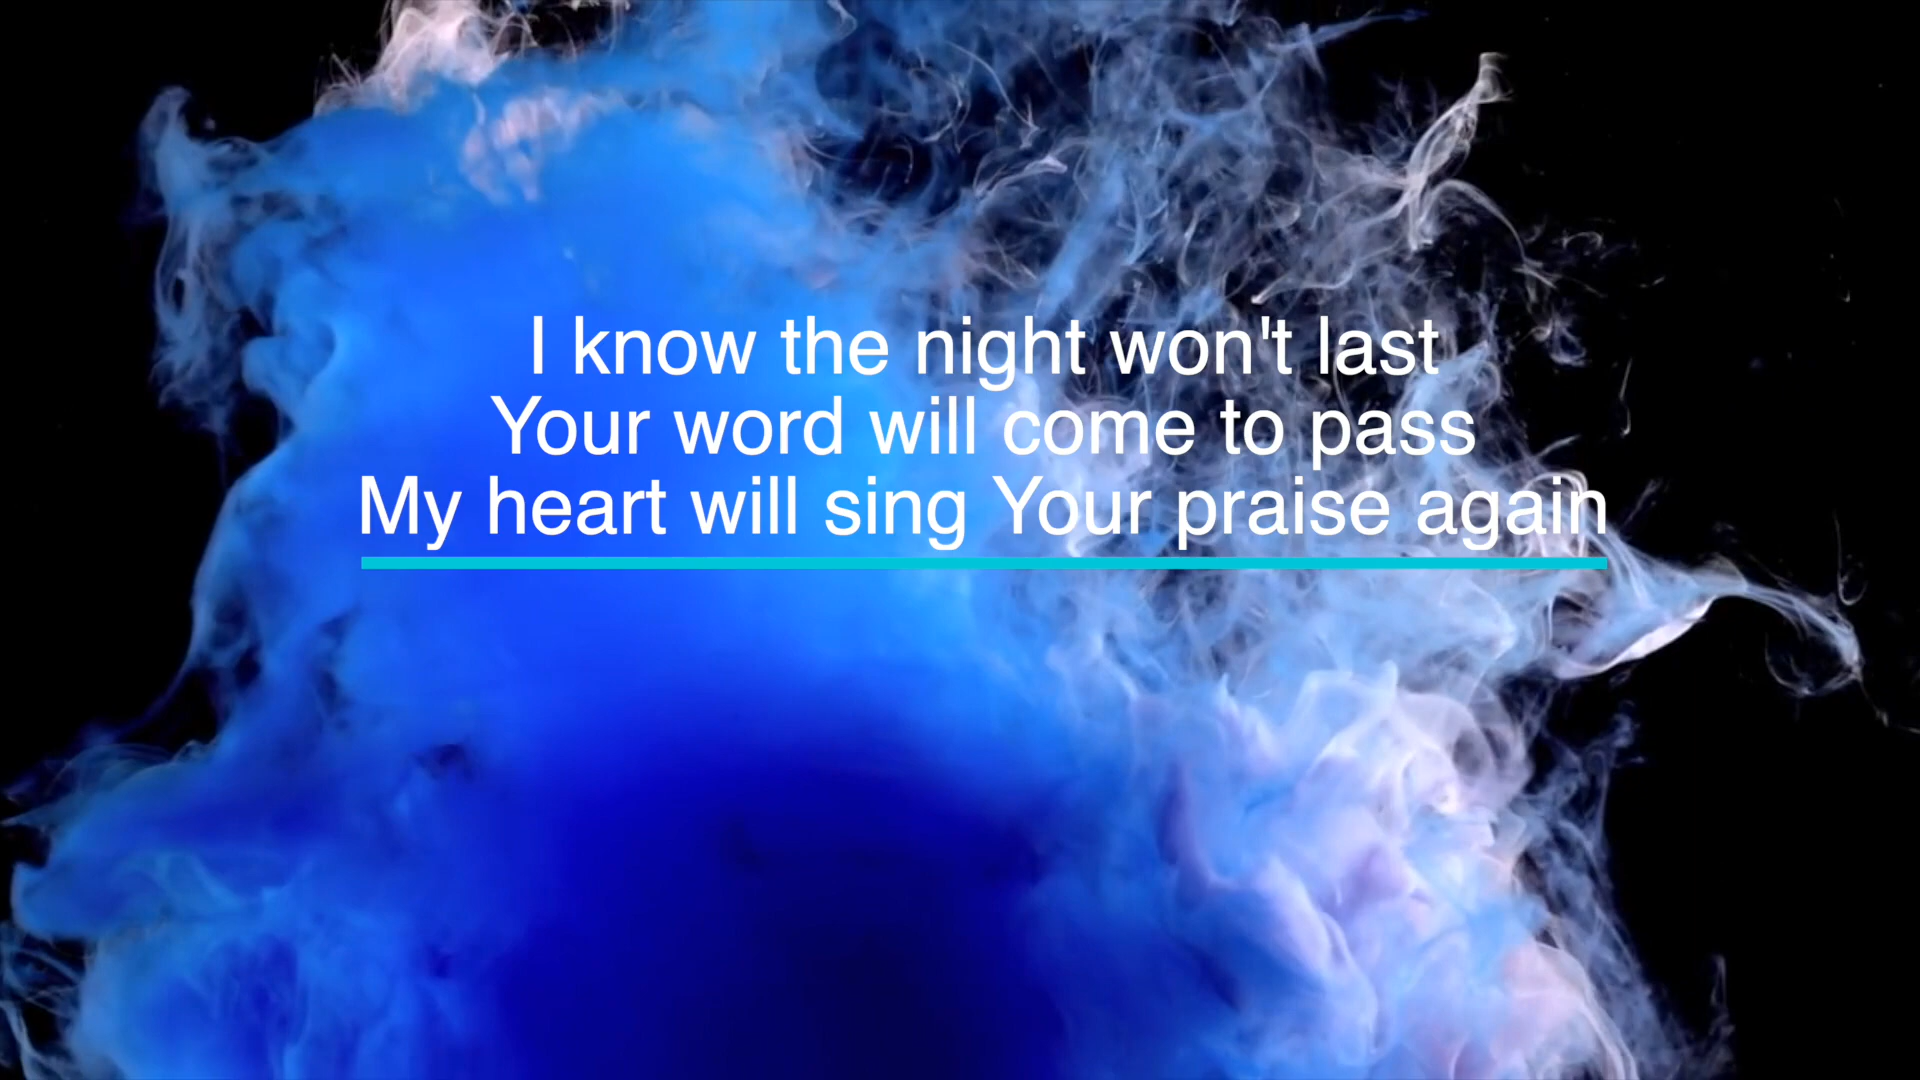 I know the night won't last
Your word will come to pass
My heart will sing Your praise again